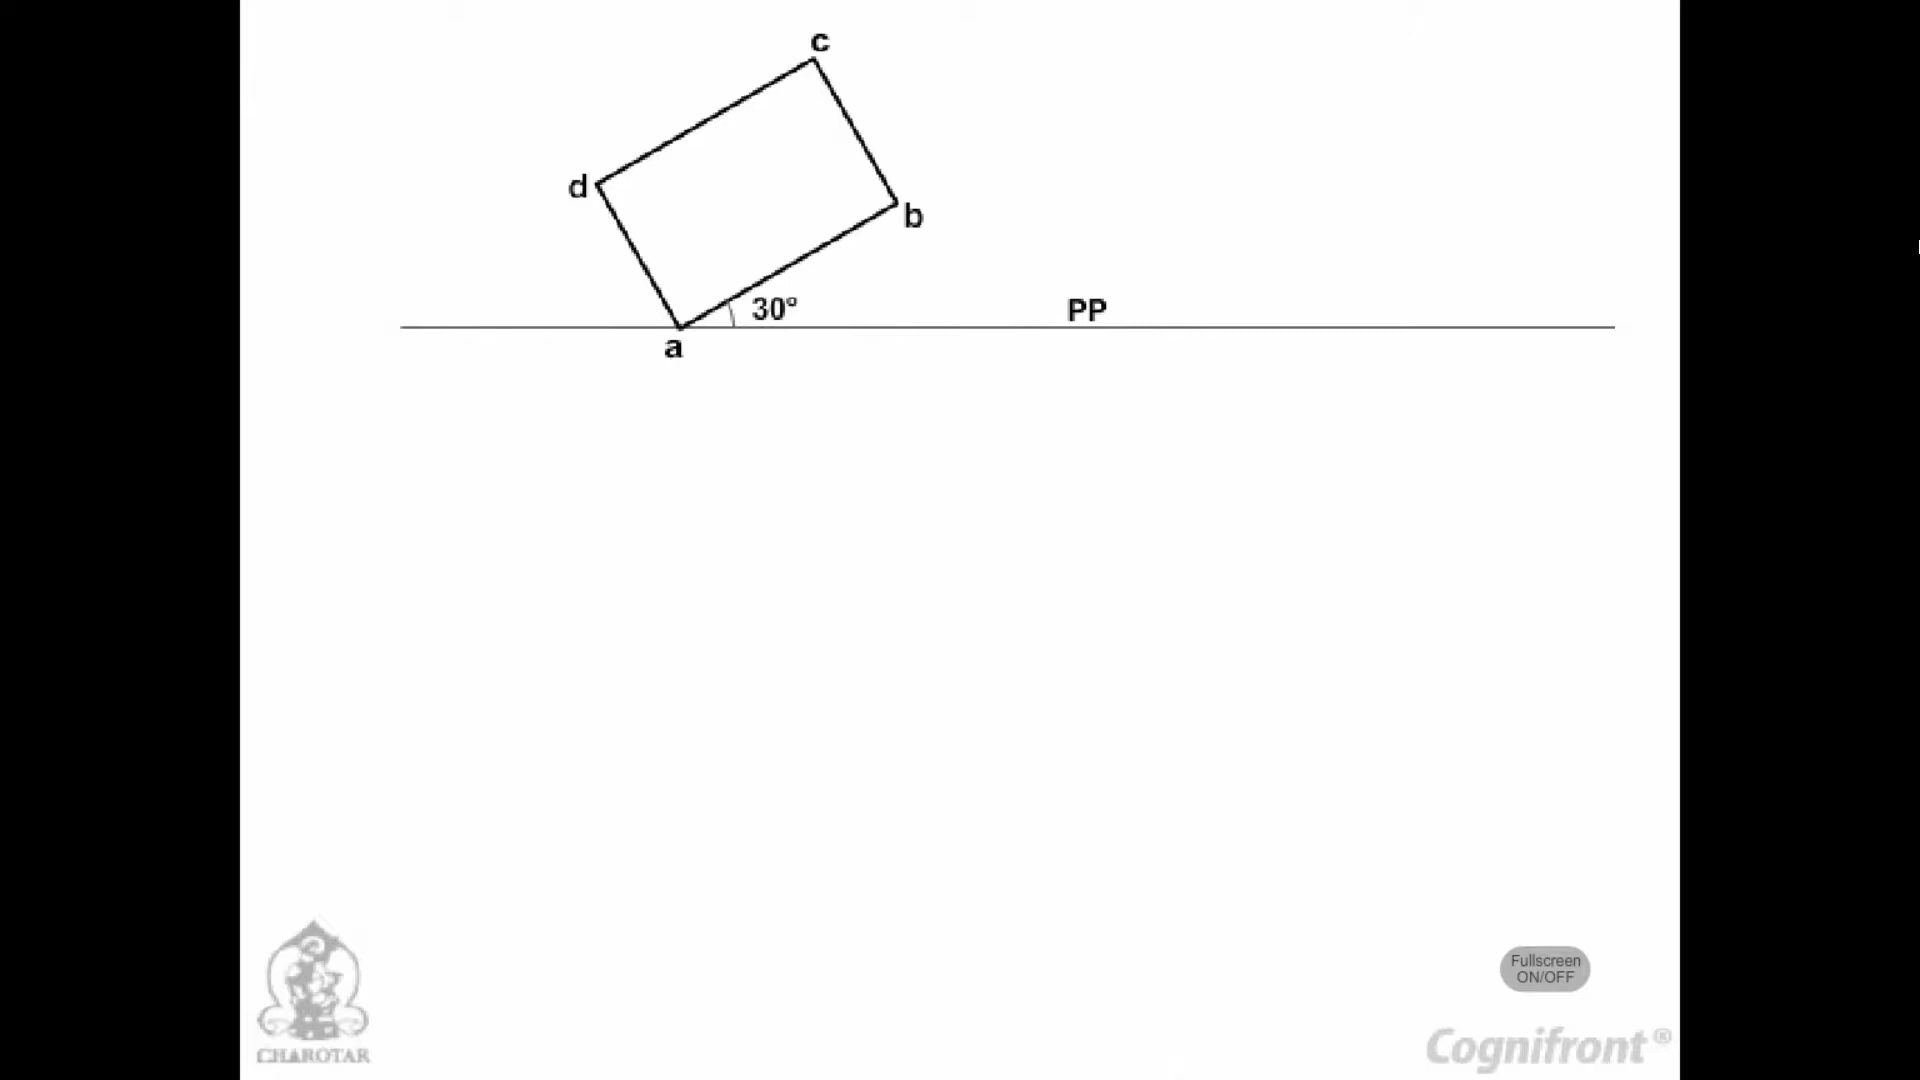 c
d
b
30°
PP
a
Fullscreen
ON/OFF
CHAROTAR
Cognifront®